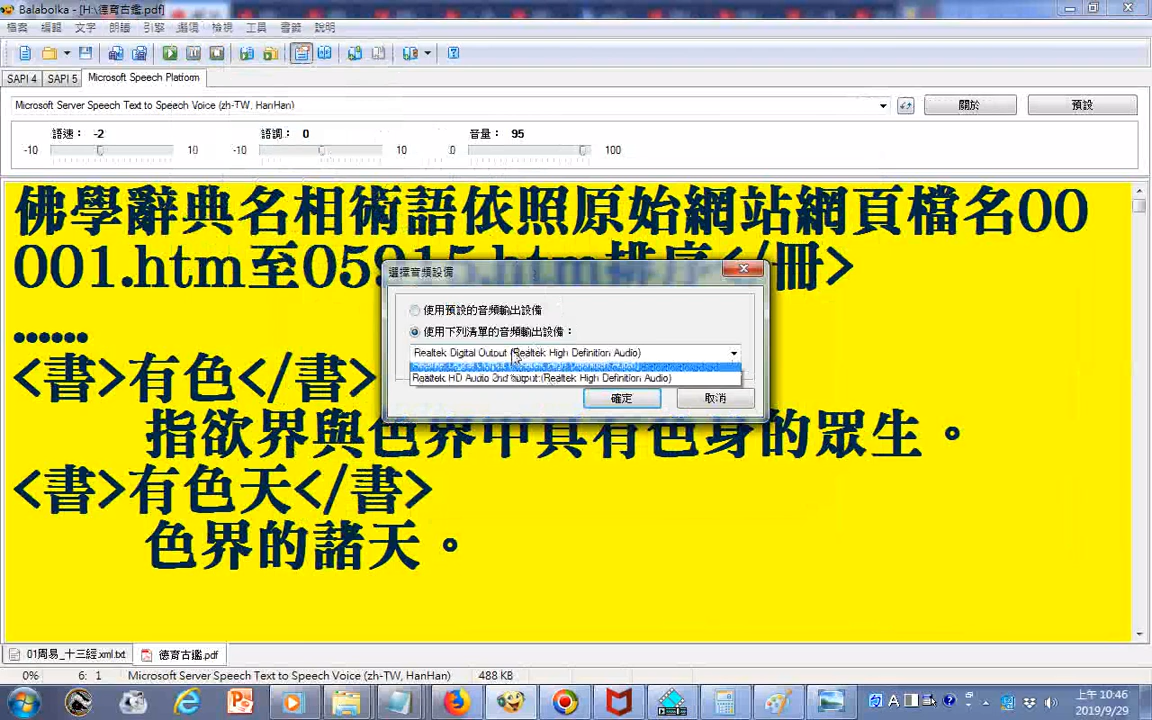 Balabolka - [H:\德育古鑑.pdf]
檔案 編輯 文字 朗讀 引擎 選項 檢視 工具 書籤 說明
SAPI 4 SAPI 5 Microsoft Speech Platform
Microsoft Server Speech Text to Speech Voice (zh-TW, HanHan) 關於 預設
語速： -2 語調： 0 音量： 95
-10 10 -10 10 0 100
佛學辭典名相術語依照原始網站網頁檔名00
001.htm至05915.htm排序</冊>
選擇音頻設備
使用預設的音頻輸出設備
使用下列清單的音頻輸出設備：
Realtek Digital Output (Realtek High Definition Audio)
Realtek HD Audio 2nd output (Realtek High Definition Audio)
確定 取消
......
<書>有色</書>
指欲界與色界中具有色身的眾生。
<書>有色天</書>
色界的諸天。
01周易_十三經.xml.txt 德育古鑑.pdf
0% 6: 1 Microsoft Server Speech Text to Speech Voice (zh-TW, HanHan) 488 KB
上午 10:46
2019/9/29